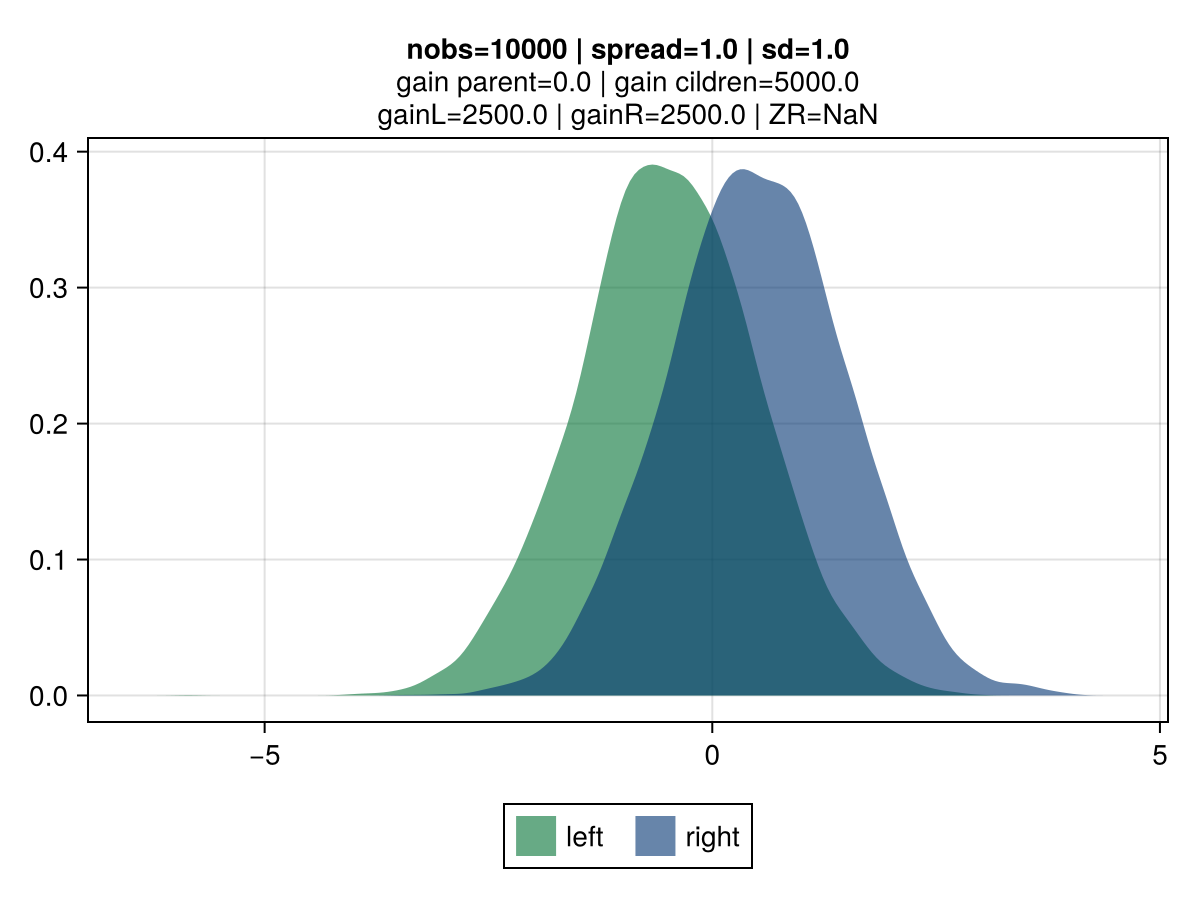 nobs=10000 | spread=1.0 | sd=1.0
gain parent=0.0 | gain cildren=5000.0
gainL=2500.0 | gainR=2500.0 | ZR=NaN
0.4
0.3
0.2
0.1
0.0
−5 0 5
left right